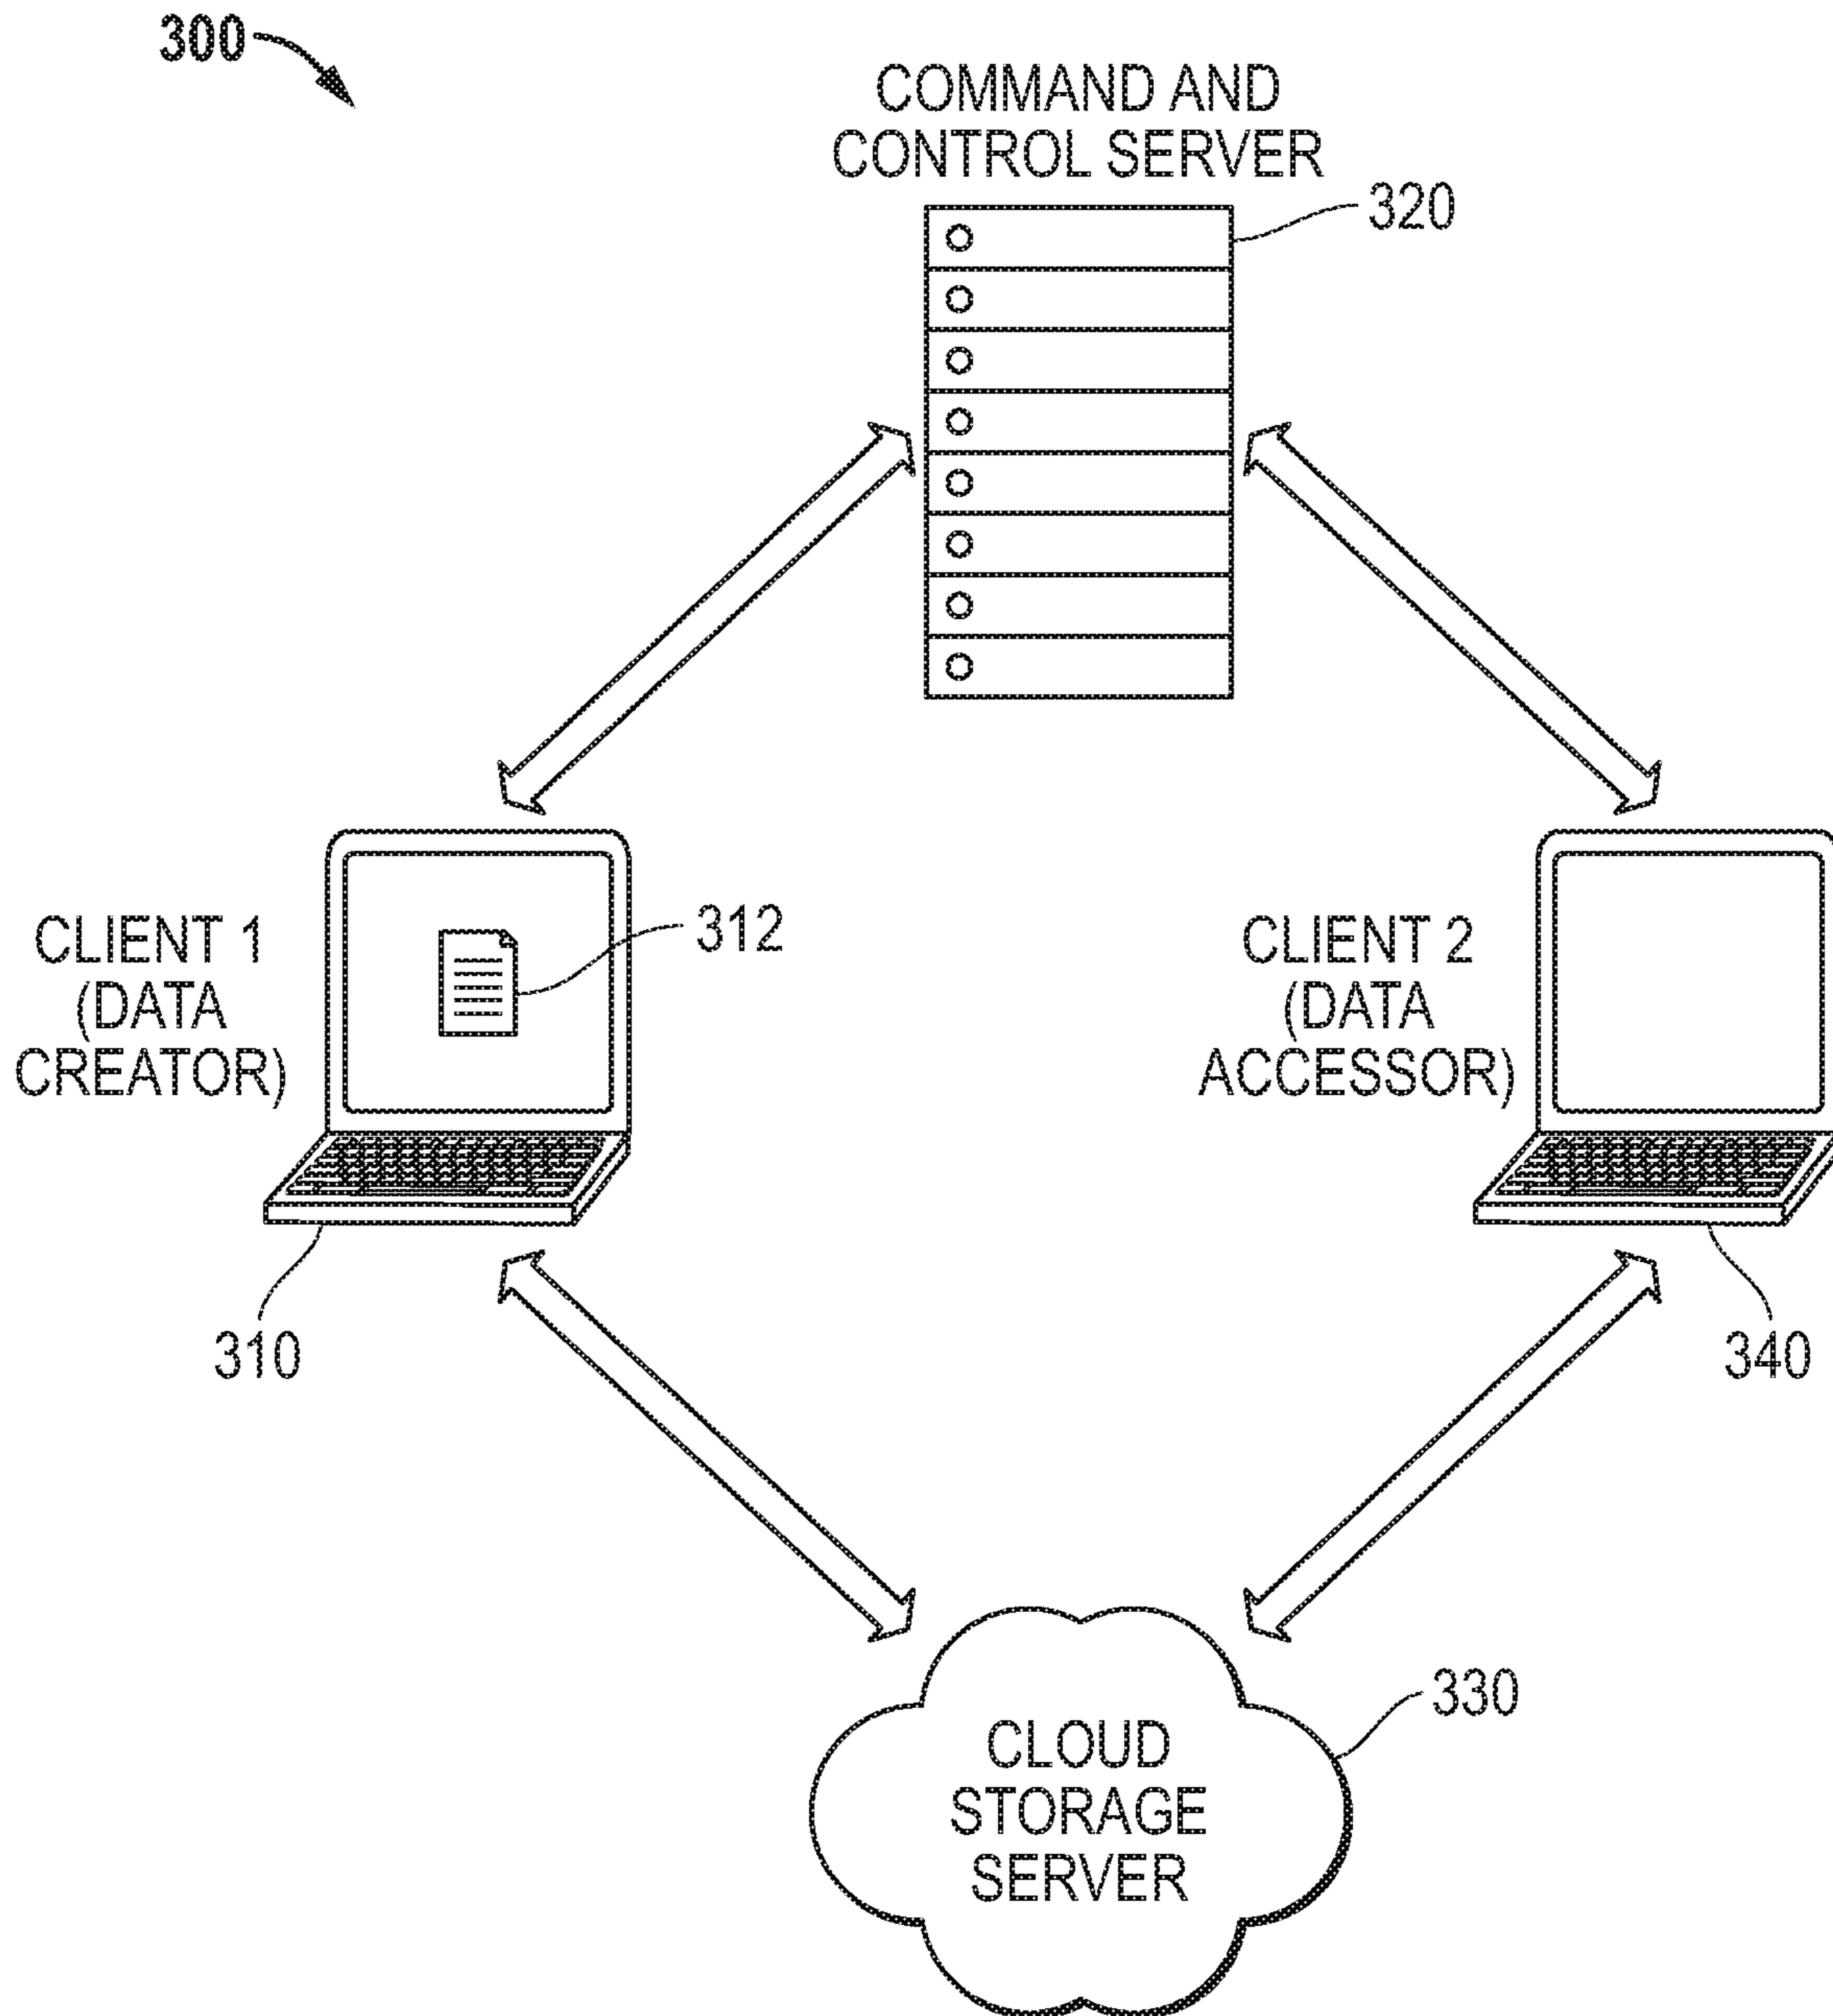 300
COMMAND AND
CONTROL SERVER
320
CLIENT 1
(DATA
CREATOR)
312
CLIENT 2
(DATA
ACCESSOR)
310
340
330
CLOUD
STORAGE
SERVER